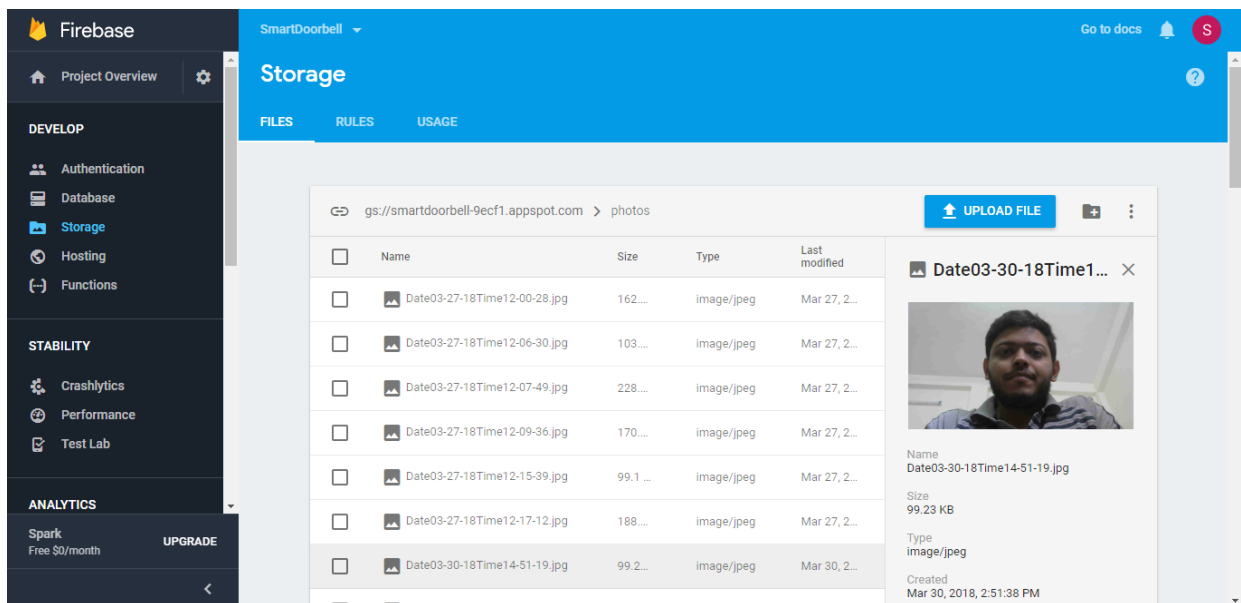 Firebase
SmartDoorbell
Go to docs
S
Project Overview
Storage
DEVELOP
FILES RULES USAGE
Authentication
Database
Storage
Hosting
Functions
STABILITY
Crashlytics
Performance
Test Lab
ANALYTICS
Spark
Free $0/month
UPGRADE
gs://smartdoorbell-9ecf1.appspot.com > photos
UPLOAD FILE
Name Size Type Last modified
Date03-27-18Time12-00-28.jpg 162.... image/jpeg Mar 27, 2...
Date03-27-18Time12-06-30.jpg 103.... image/jpeg Mar 27, 2...
Date03-27-18Time12-07-49.jpg 228.... image/jpeg Mar 27, 2...
Date03-27-18Time12-09-36.jpg 170.... image/jpeg Mar 27, 2...
Date03-27-18Time12-15-39.jpg 99.1 ... image/jpeg Mar 27, 2...
Date03-27-18Time12-17-12.jpg 188.... image/jpeg Mar 27, 2...
Date03-30-18Time14-51-19.jpg 99.2... image/jpeg Mar 30, 2...
Date03-30-18Time1...
Name
Date03-30-18Time14-51-19.jpg
Size
99.23 KB
Type
image/jpeg
Created
Mar 30, 2018, 2:51:38 PM